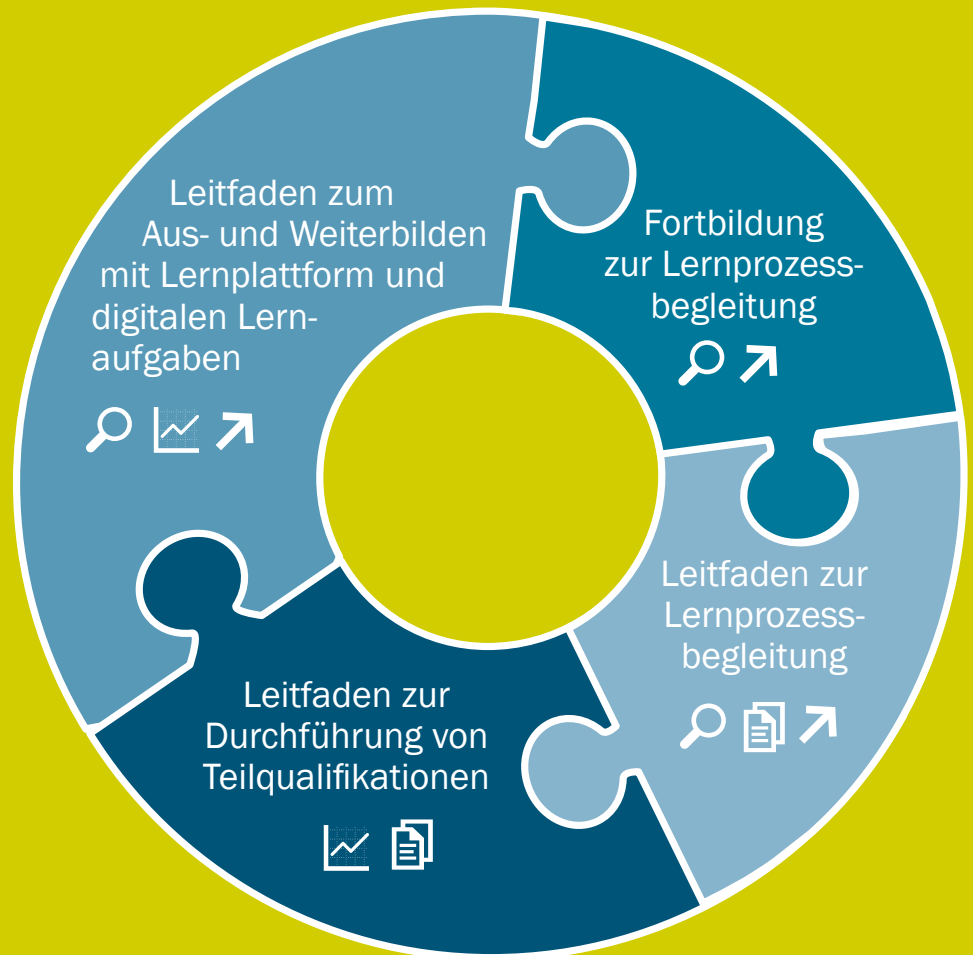 Leitfaden zum
Aus- und Weiterbilden
mit Lernplattform und
digitalen Lern-
aufgaben
Fortbildung
zur Lernprozess-
begleitung
Leitfaden zur
Lernprozess-
begleitung
Leitfaden zur
Durchführung von
Teilqualifikationen